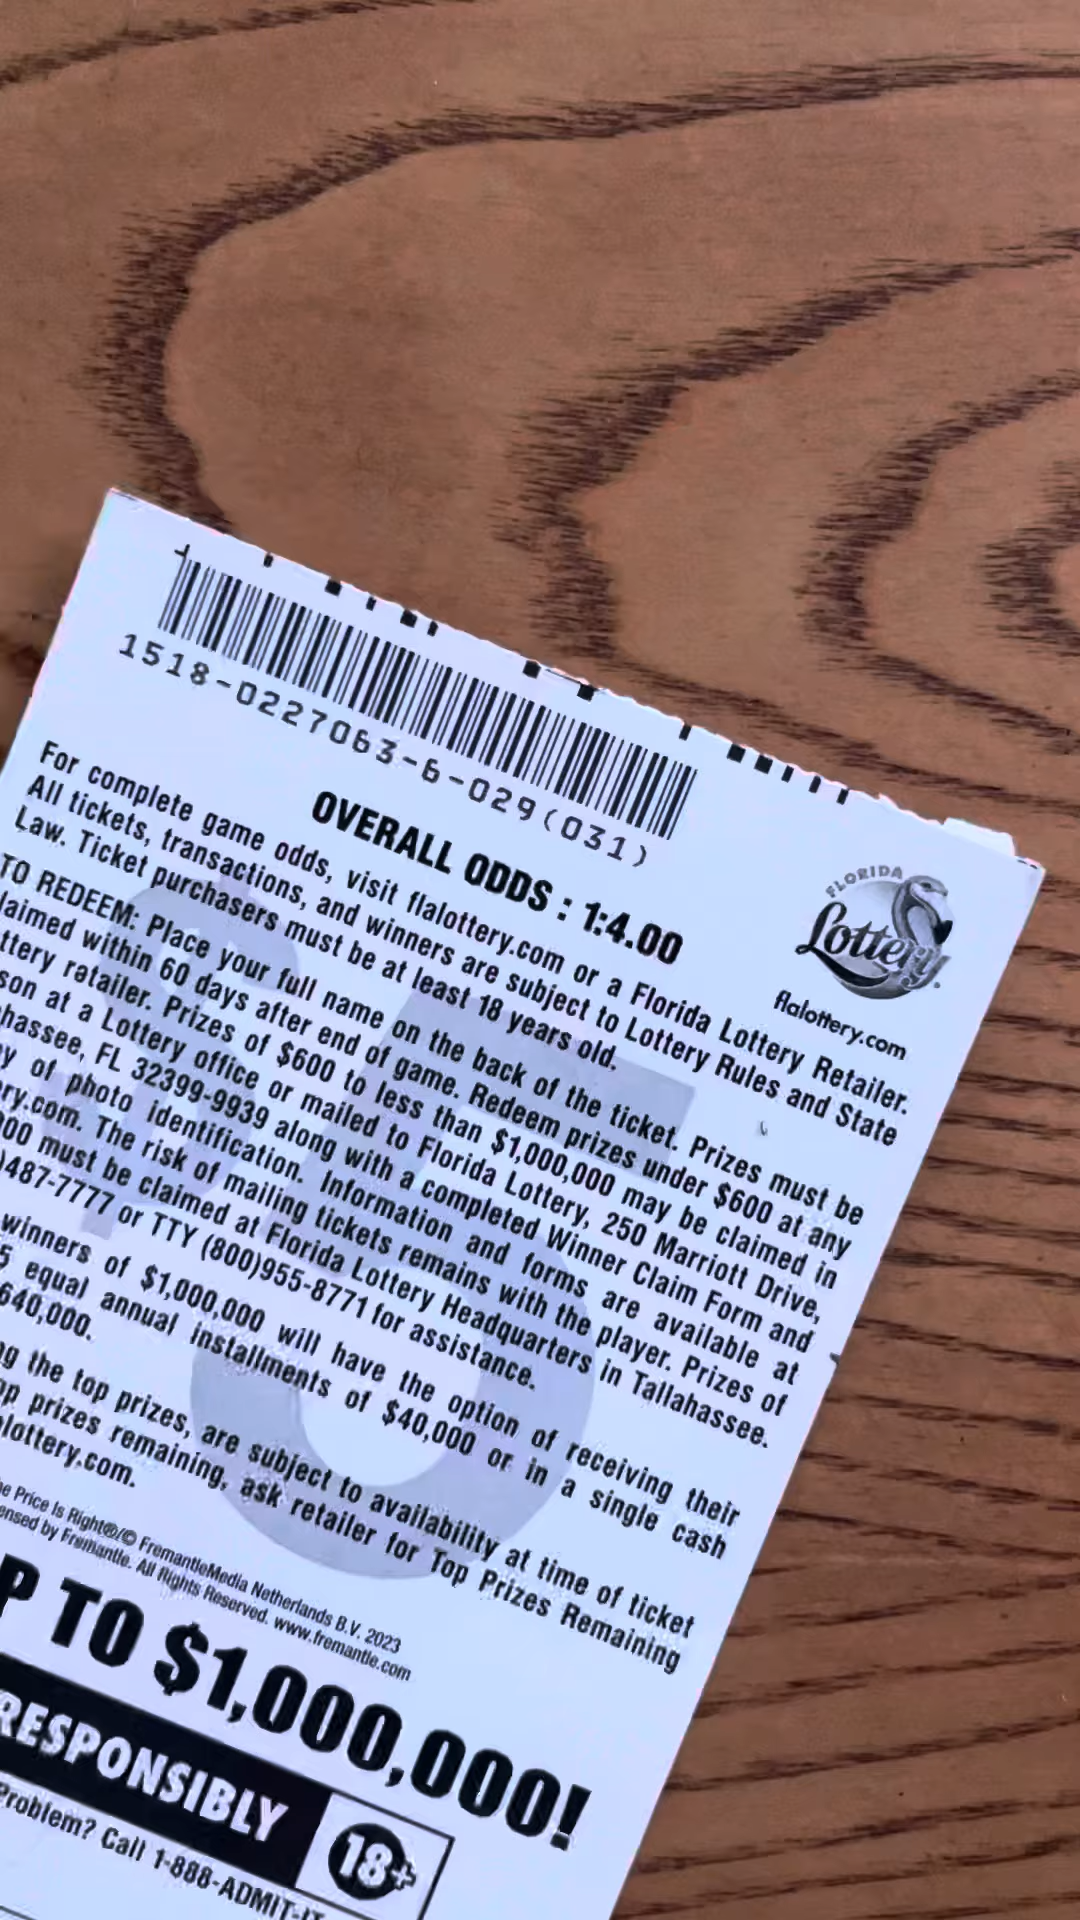 1518-0227063-6-029(031)
OVERALL ODDS : 1:4.00
FLORIDA
Lottery
flalottery.com
For complete game odds, visit flalottery.com or a Florida Lottery Retailer.
All tickets, transactions, and winners are subject to Lottery Rules and State
Law. Ticket purchasers must be at least 18 years old.
TO REDEEM: Place your full name on the back of the ticket. Prizes must be
laimed within 60 days after end of game. Redeem prizes under $600 at any
ttery retailer. Prizes of $600 to less than $1,000,000 may be claimed in
son at a Lottery office or mailed to Florida Lottery, 250 Marriott Drive,
ahassee, FL 32399-9939 along with a completed Winner Claim Form and
y of photo identification. Information and forms are available at
ry.com. The risk of mailing tickets remains with the player. Prizes of
000 must be claimed at Florida Lottery Headquarters in Tallahassee.
)487-7777 or TTY (800)955-8771 for assistance.
winners of $1,000,000 will have the option of receiving their
5 equal annual installments of $40,000 or in a single cash
640,000.
ng the top prizes, are subject to availability at time of ticket
op prizes remaining, ask retailer for Top Prizes Remaining
lottery.com.
he Price Is Right®/© FremantleMedia Netherlands B.V. 2023
ensed by Fremantle. All Rights Reserved. www.fremantle.com
P TO $1,000,000!
RESPONSIBLY
18+
Problem? Call 1-888-ADMIT-IT